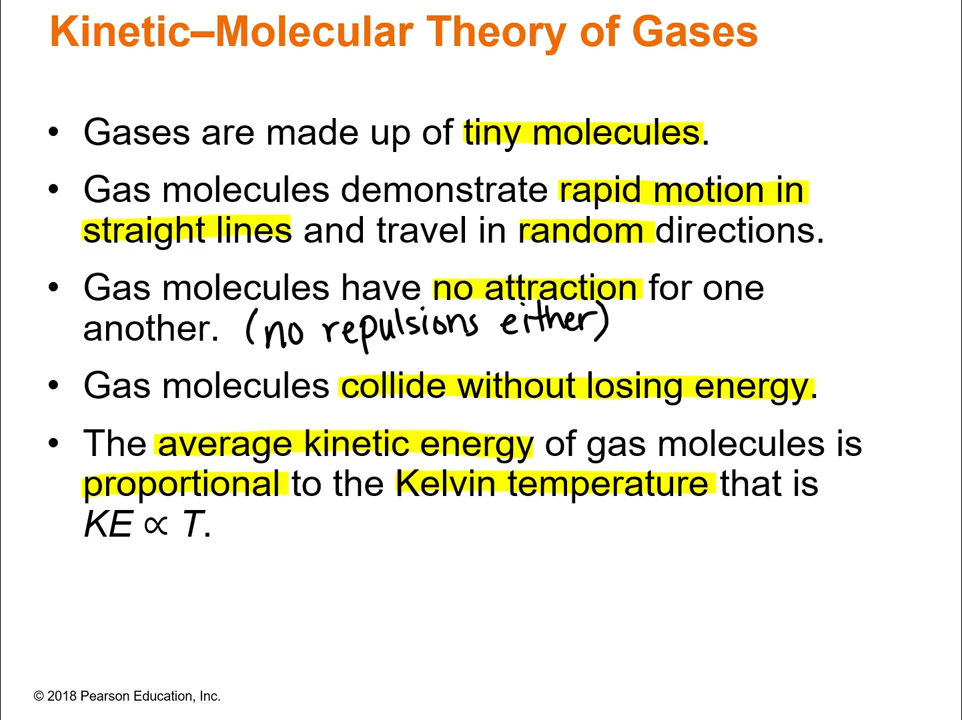 Kinetic–Molecular Theory of Gases
• Gases are made up of tiny molecules.
• Gas molecules demonstrate rapid motion in
straight lines and travel in random directions.
• Gas molecules have no attraction for one
another. (no repulsions either)
• Gas molecules collide without losing energy.
• The average kinetic energy of gas molecules is
proportional to the Kelvin temperature that is
KE ∝ T.
© 2018 Pearson Education, Inc.